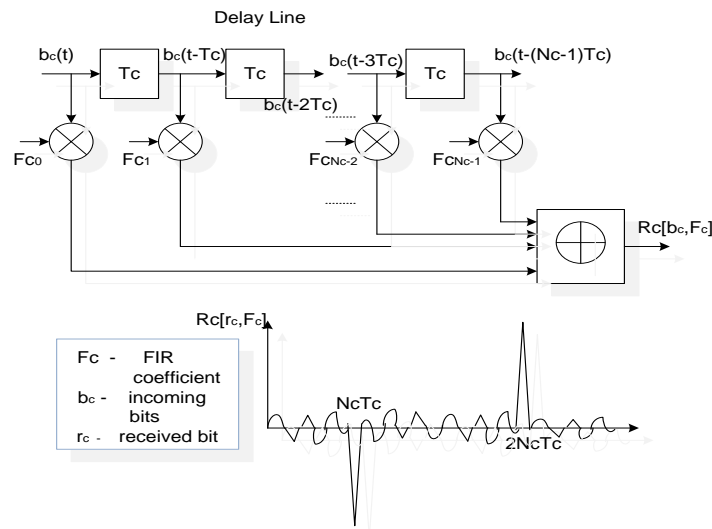 Delay Line
bc(t)
Tc
bc(t-Tc)
Tc
bc(t-2Tc)
bc(t-3Tc)
Tc
bc(t-(Nc-1)Tc)
Fc0
Fc1
FcNc-2
FcNc-1
Rc[bc,Fc]
Rc[rc,Fc]
Fc - FIR
coefficient
bc - incoming
bits
rc - received bit
NcTc
2NcTc